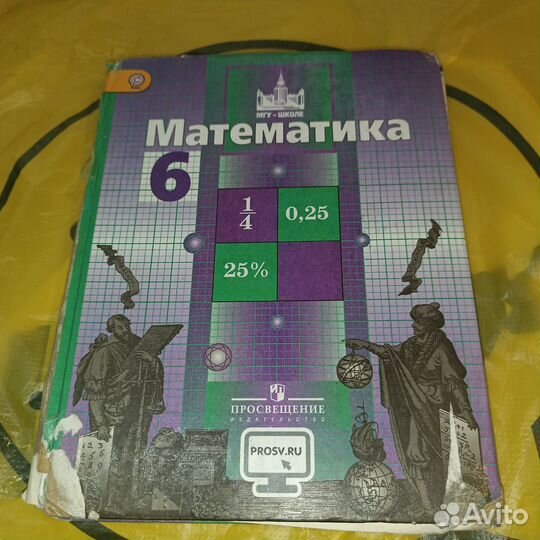 МГУ - ШКОЛЕ
Математика
6
1/4
0,25
25%
ПРОСВЕЩЕНИЕ
ИЗДАТЕЛЬСТВО
PROSV.RU
Avito